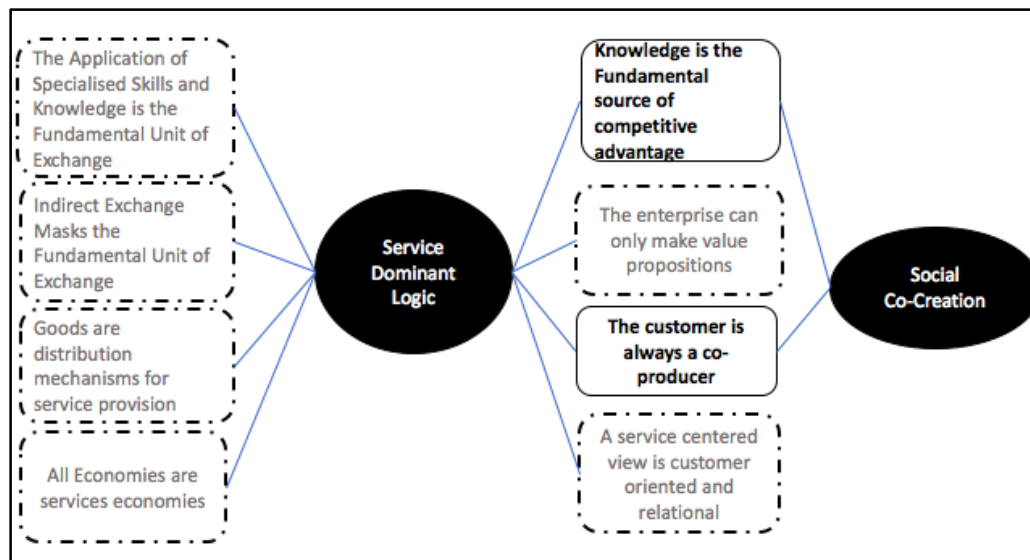 The Application of
Specialised Skills and
Knowledge is the
Fundamental Unit of
Exchange
Indirect Exchange
Masks the
Fundamental Unit of
Exchange
Goods are
distribution
mechanisms for
service provision
All Economies are
services economies
Service
Dominant
Logic
Knowledge is the
Fundamental
source of
competitive
advantage
The enterprise can
only make value
propositions
The customer is
always a co-
producer
A service centered
view is customer
oriented and
relational
Social
Co-Creation